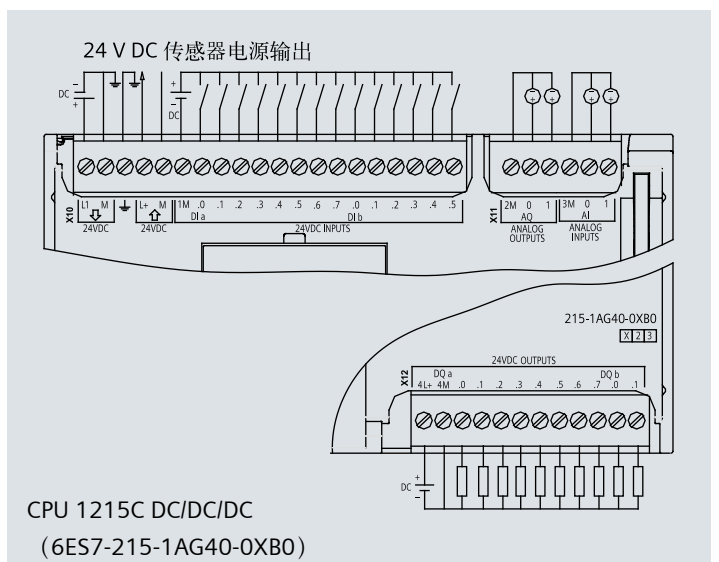 24 V DC 传感器电源输出
DC - +
+ - DC
X10 L1 M L+ M 1M .0 .1 .2 .3 .4 .5 .6 .7 .0 .1 .2 .3 .4 .5
24VDC 24VDC DI a DI b
24VDC INPUTS
X11 2M 0 1 3M 0 1
AQ AI
ANALOG OUTPUTS ANALOG INPUTS
215-1AG40-0XB0
X 2 3
24VDC OUTPUTS
X12 DQ a DQ b
4L+ 4M .0 .1 .2 .3 .4 .5 .6 .7 .0 .1
DC + -
CPU 1215C DC/DC/DC
（6ES7-215-1AG40-0XB0）